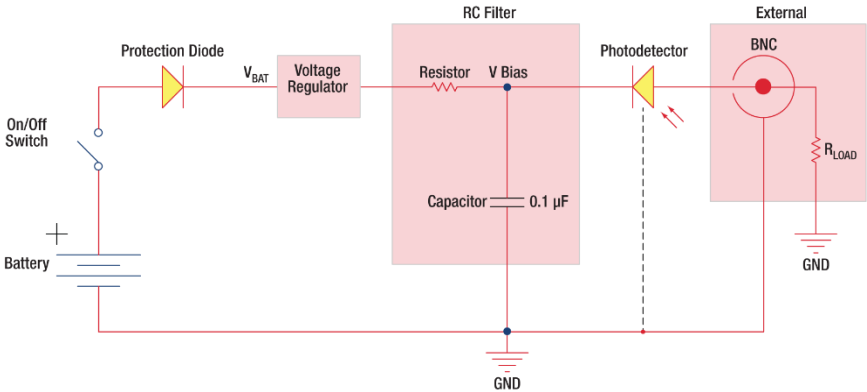 RC Filter
External
Protection Diode
Photodetector
BNC
V_BAT
Voltage
Regulator
Resistor
V Bias
On/Off
Switch
R_LOAD
Capacitor
0.1 µF
+
Battery
GND
GND